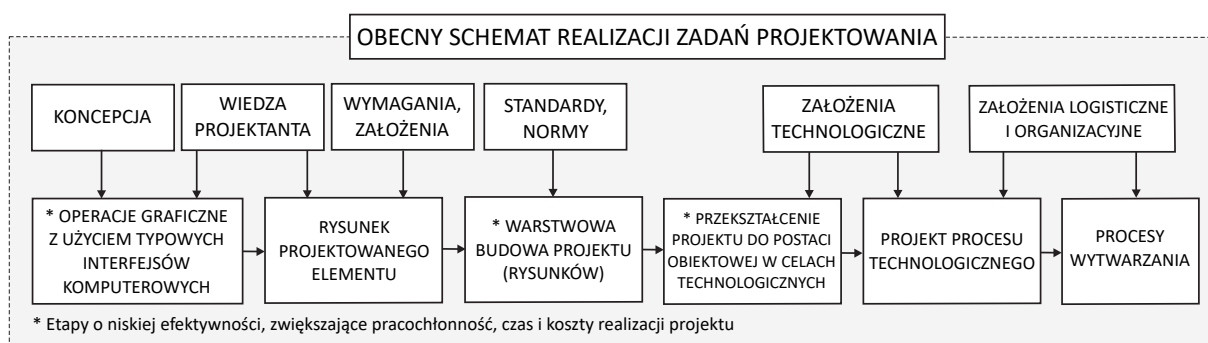 OBECNY SCHEMAT REALIZACJI ZADAŃ PROJEKTOWANIA
KONCEPCJA
WIEDZA
PROJEKTANTA
WYMAGANIA,
ZAŁOŻENIA
STANDARDY,
NORMY
ZAŁOŻENIA
TECHNOLOGICZNE
ZAŁOŻENIA LOGISTICZNE
I ORGANIZACYJNE
* OPERACJE GRAFICZNE
Z UŻYCIEM TYPOWYCH
INTERFEJSÓW
KOMPUTEROWYCH
RYSUNEK
PROJEKTOWANEGO
ELEMENTU
* WARSTWOWA
BUDOWA PROJEKTU
(RYSUNKÓW)
* PRZEKSZTAŁCENIE
PROJEKTU DO POSTACI
OBIEKTOWEJ W CELACH
TECHNOLOGICZNYCH
PROJEKT PROCESU
TECHNOLOGICZNEGO
PROCESY
WYTWARZANIA
* Etapy o niskiej efektywności, zwiększające pracochłonność, czas i koszty realizacji projektu